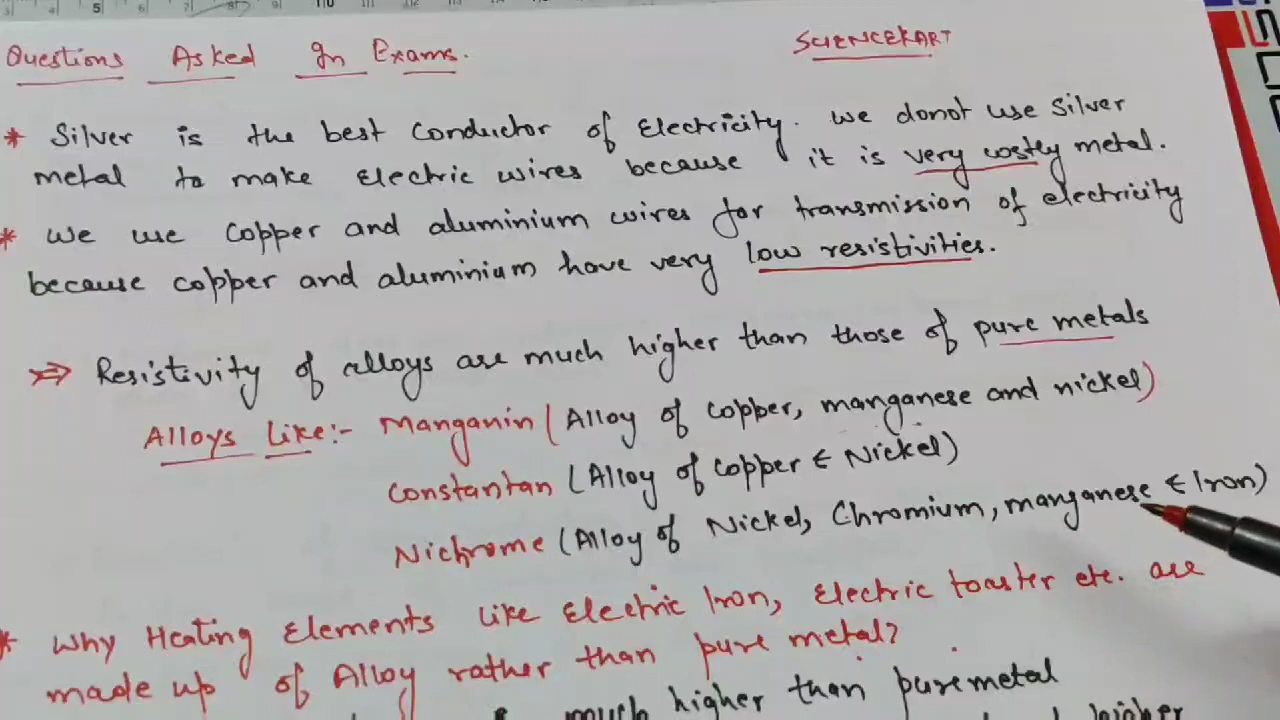 Questions Asked In Exams.
SCIENCEKART
* Silver is the best conductor of Electricity. We donot use silver
metal to make electric wires because it is very costly metal.
* We use copper and aluminium wires for transmission of electricity
because copper and aluminium have very low resistivities.
⇒ Resistivity of alloys are much higher than those of pure metals
Alloys Like:- Manganin (Alloy of copper, manganese and nickel)
Constantan (Alloy of copper & Nickel)
Nichrome (Alloy of Nickel, Chromium, manganese & Iron)
* Why Heating Elements like Electric Iron, Electric toaster etc. are
made up of Alloy rather than pure metal?
much higher than pure metal
higher